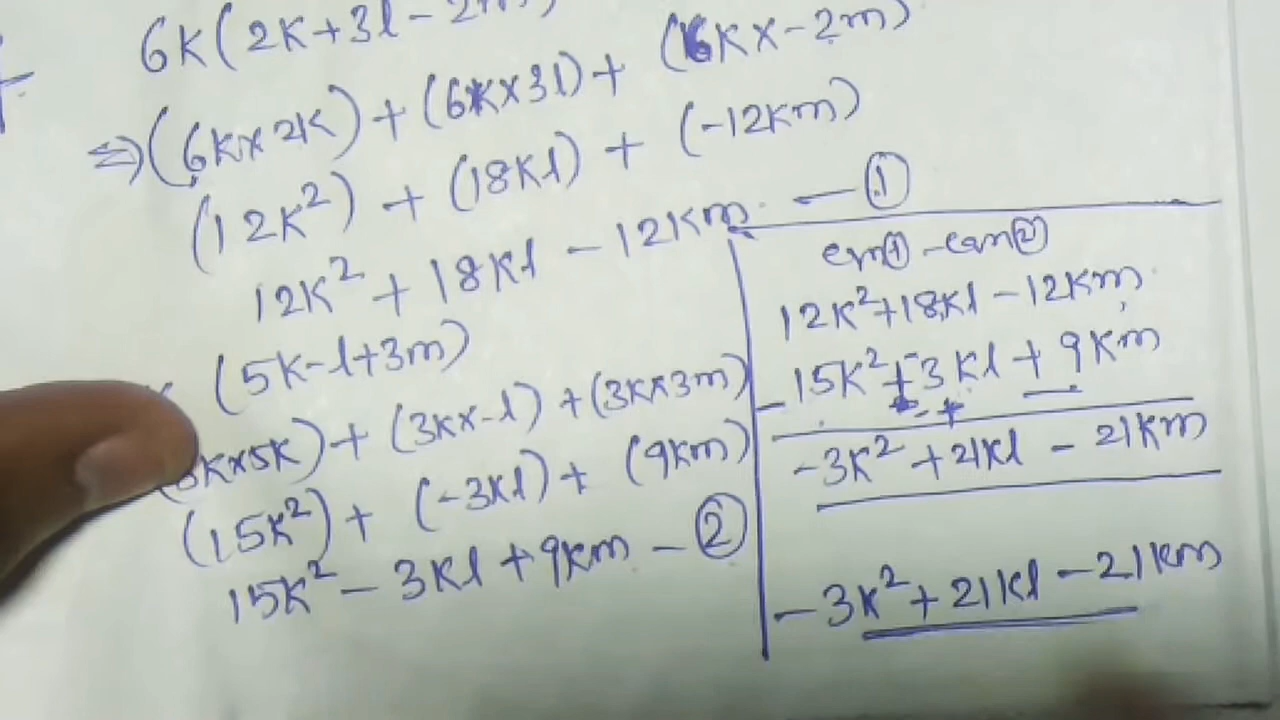 6K(2K+3l-2m)
⇒(6K×2K)+(6K×3l)+(6K×-2m)
(12K²)+(18Kl)+(-12Km)
12K²+18Kl-12Km - ①
(5K-l+3m)
K×5K)+(3K×-l)+(3K×3m)
(15K²)+(-3Kl)+(9Km)
15K²-3Kl+9Km - ②
eqn① - eqn②
12K²+18Kl-12Km
15K²-3Kl+9Km
- + -
-3K²+21Kl-21Km
-3K²+21Kl-21Km